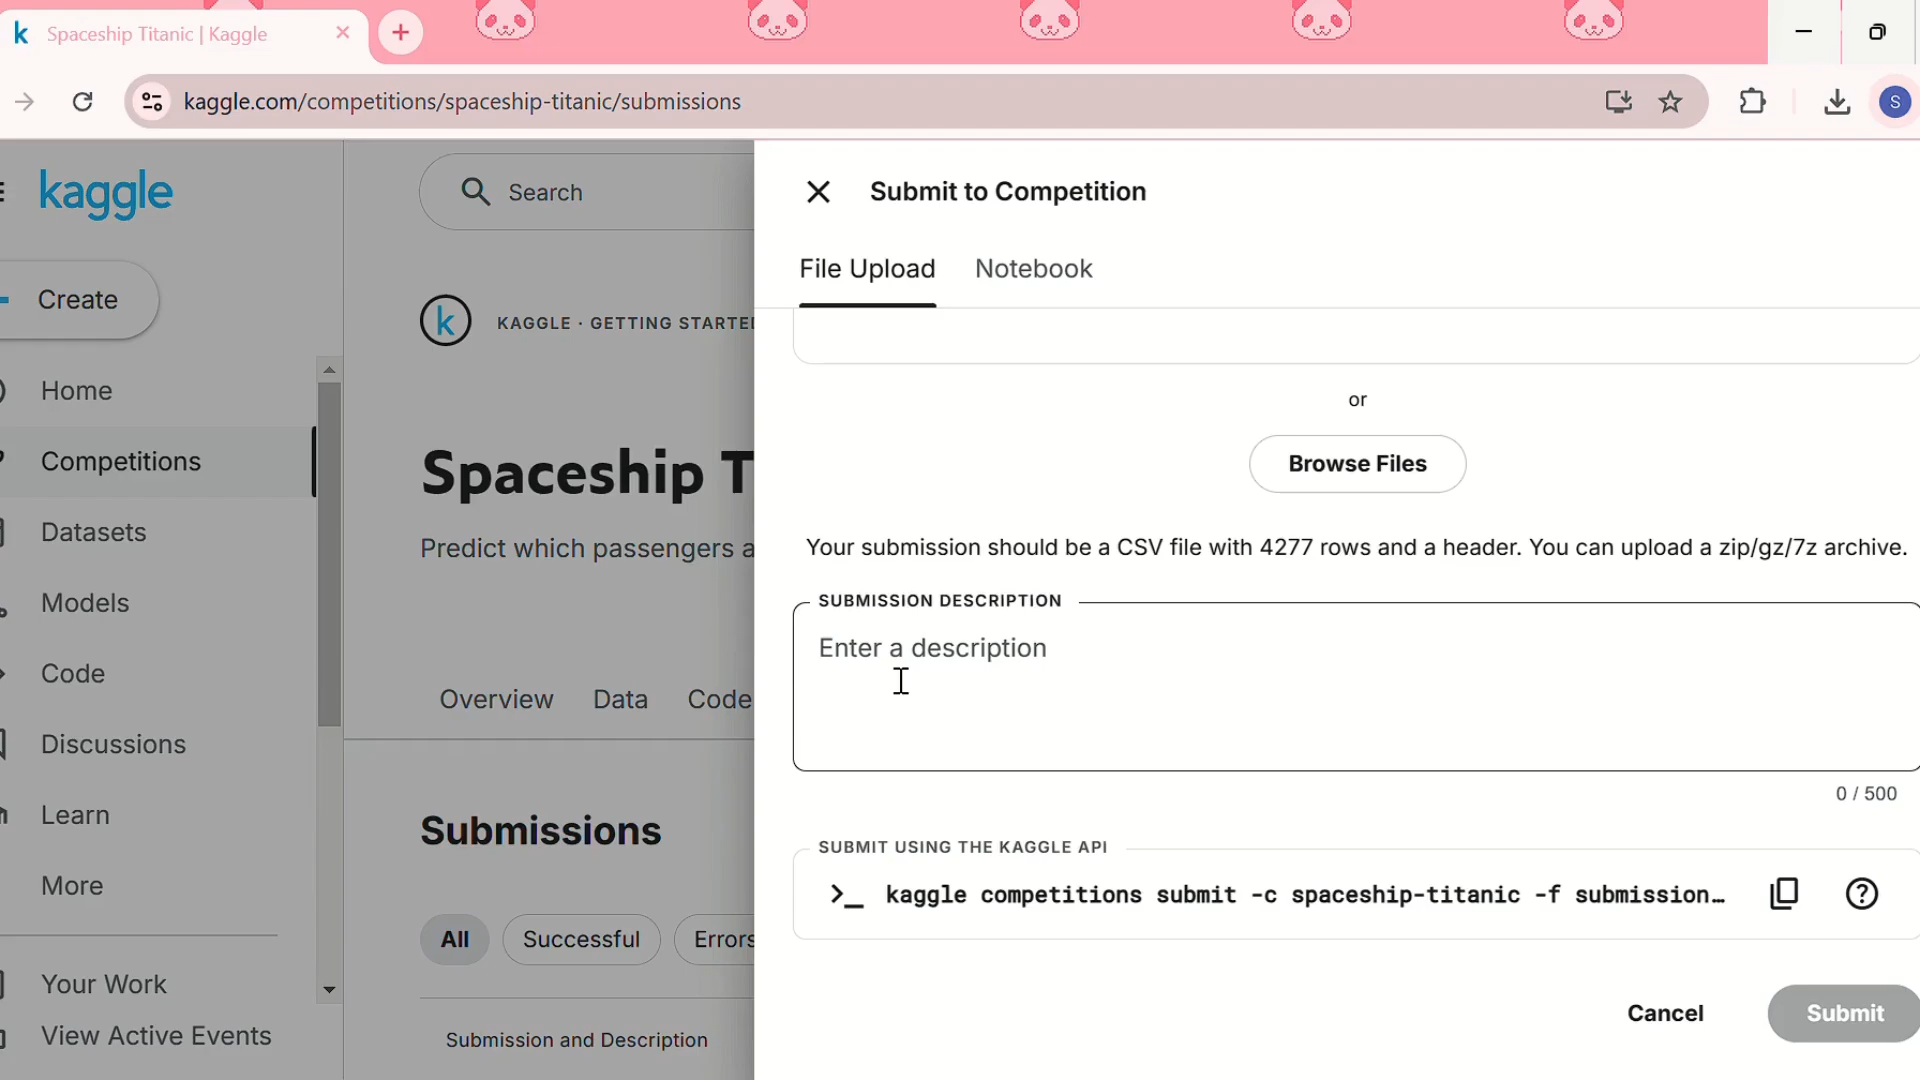 Spaceship Titanic | Kaggle
kaggle.com/competitions/spaceship-titanic/submissions
S
kaggle
Create
Home
Competitions
Datasets
Models
Code
Discussions
Learn
More
Your Work
View Active Events
Search
KAGGLE · GETTING STARTED
Spaceship T
Predict which passengers a
Overview Data Code
Submissions
All Successful Errors
Submission and Description
Submit to Competition
File Upload Notebook
or
Browse Files
Your submission should be a CSV file with 4277 rows and a header. You can upload a zip/gz/7z archive.
SUBMISSION DESCRIPTION
Enter a description
0 / 500
SUBMIT USING THE KAGGLE API
>_ kaggle competitions submit -c spaceship-titanic -f submission…
Cancel Submit